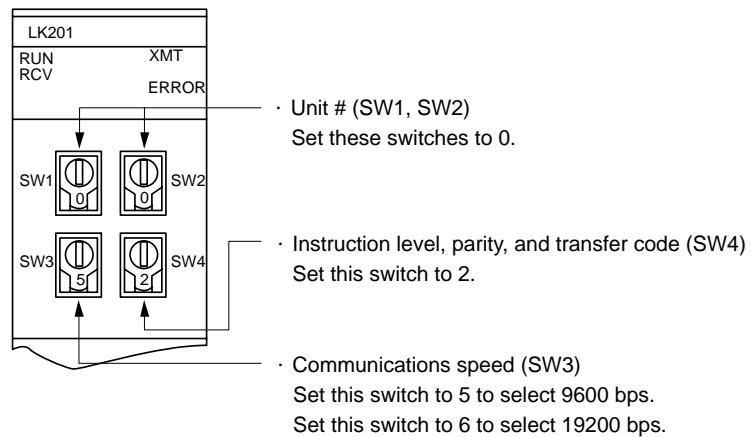 LK201
RUN XMT
RCV
ERROR
· Unit # (SW1, SW2)
Set these switches to 0.
SW1 0 0 SW2
· Instruction level, parity, and transfer code (SW4)
Set this switch to 2.
SW3 5 2 SW4
· Communications speed (SW3)
Set this switch to 5 to select 9600 bps.
Set this switch to 6 to select 19200 bps.